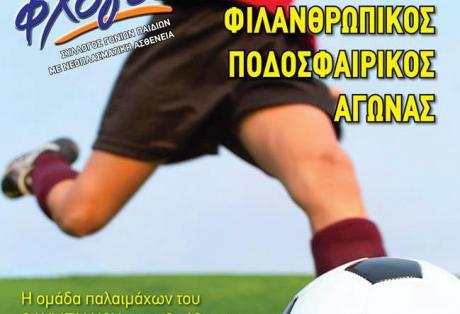 ΣΥΛΛΟΓΟΣ ΓΟΝΙΩΝ ΠΑΙΔΙΩΝ
ΜΕ ΝΕΟΠΛΑΣΜΑΤΙΚΗ ΑΣΘΕΝΕΙΑ
ΦΙΛΑΝΘΡΩΠΙΚΟΣ
ΠΟΔΟΣΦΑΙΡΙΚΟΣ
ΑΓΩΝΑΣ
Η ομάδα παλαιμάχων του